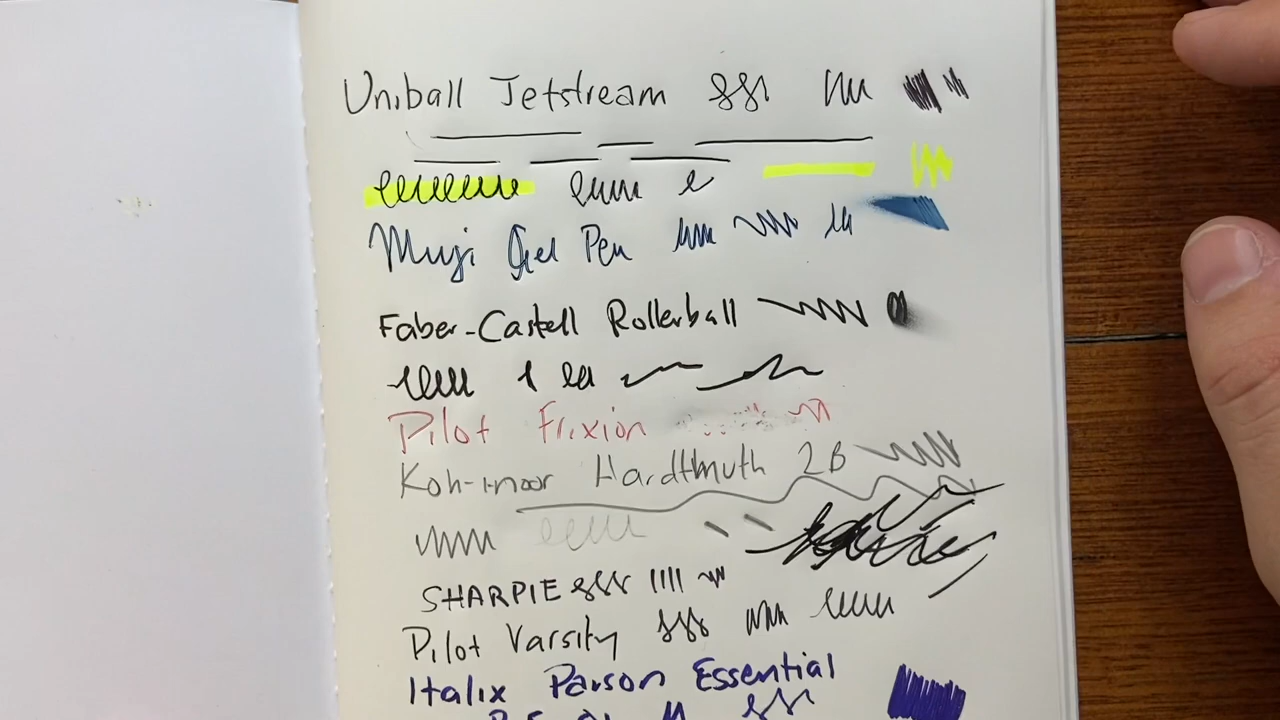 Uniball Jetstream
Muji Gel Pen
Faber-Castell Rollerball
Pilot Frixion
Koh-i-noor Hardtmuth 2B
SHARPIE
Pilot Varsity
Italix Parson Essential